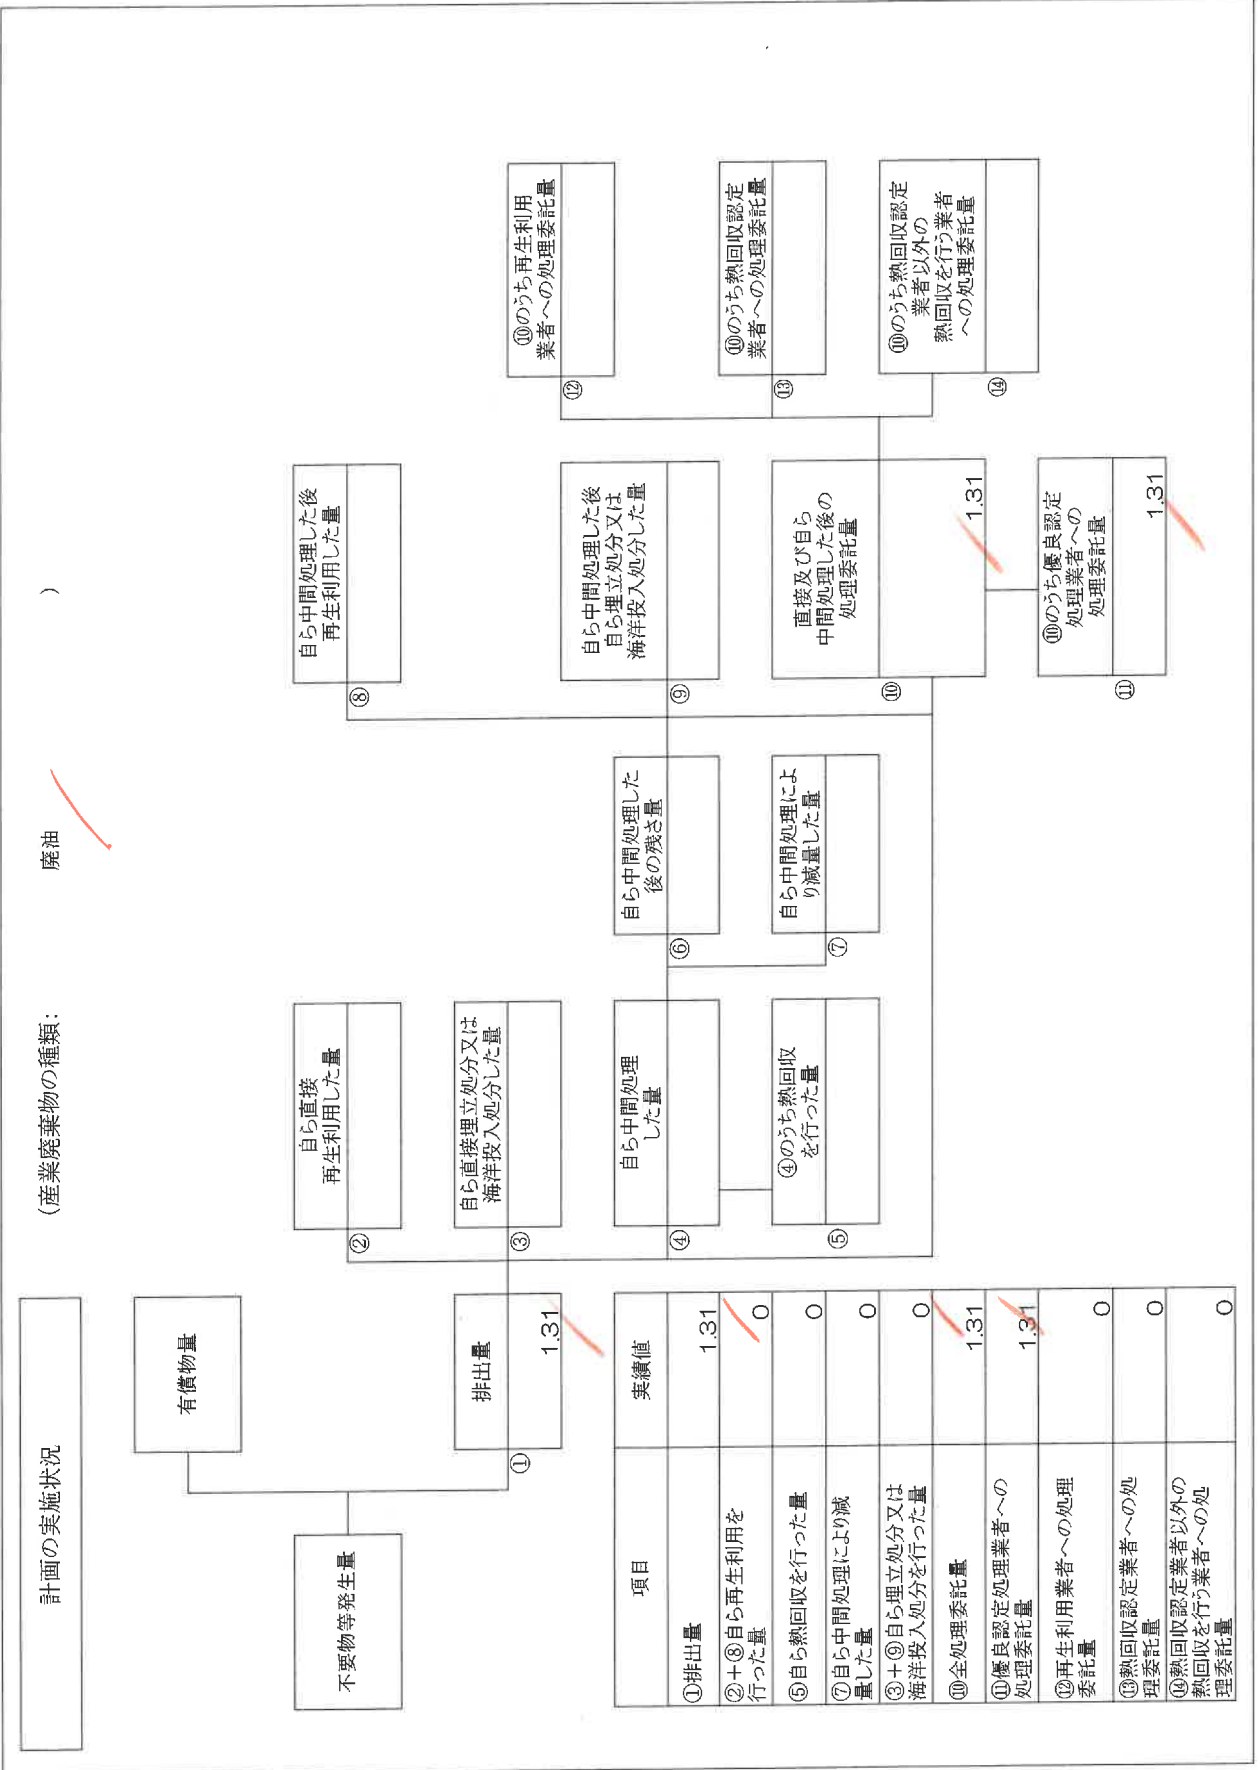 計画の実施状況
(産業廃棄物の種類: 廃油 )
有償物量
不要物等発生量
①
排出量
1.31
②
自ら直接
再生利用した量
③
自ら直接埋立処分又は
海洋投入処分した量
④
自ら中間処理
した量
⑤
④のうち熱回収
を行った量
⑥
自ら中間処理した
後の残さ量
⑦
自ら中間処理によ
り減量した量
⑧
自ら中間処理した後
再生利用した量
⑨
自ら中間処理した後
自ら埋立処分又は
海洋投入処分した量
⑩
直接及び自ら
中間処理した後の
処理委託量
1.31
⑪
⑩のうち優良認定
処理業者への
処理委託量
1.31
⑫
⑩のうち再生利用
業者への処理委託量
⑬
⑩のうち熱回収認定
業者への処理委託量
⑭
⑩のうち熱回収認定
業者以外の
熱回収を行う業者
への処理委託量
項目 実績値
①排出量 1.31
②+⑧自ら再生利用を
行った量 0
⑤自ら熱回収を行った量 0
⑦自ら中間処理により減
量した量 0
③+⑨自ら埋立処分又は
海洋投入処分を行った量 0
⑩全処理委託量 1.31
⑪優良認定処理業者への
処理委託量 1.31
⑫再生利用業者への処理
委託量 0
⑬熱回収認定業者への処
理委託量 0
⑭熱回収認定業者以外の
熱回収を行う業者への処
理委託量 0